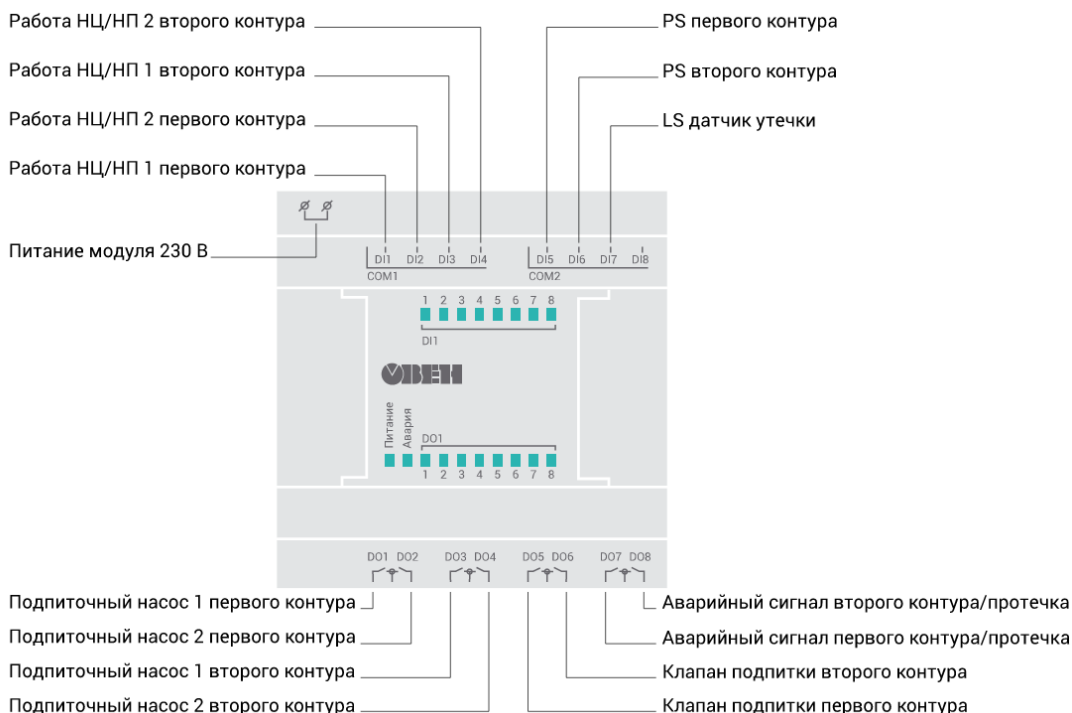 Работа НЦ/НП 2 второго контура
PS первого контура
Работа НЦ/НП 1 второго контура
PS второго контура
Работа НЦ/НП 2 первого контура
LS датчик утечки
Работа НЦ/НП 1 первого контура
Питание модуля 230 В
DI1 DI2 DI3 DI4
DI5 DI6 DI7 DI8
COM1
COM2
1 2 3 4 5 6 7 8
DI1
ОВЕН
Питание
Авария
DO1
1 2 3 4 5 6 7 8
DO1 DO2 DO3 DO4 DO5 DO6 DO7 DO8
Подпиточный насос 1 первого контура
Аварийный сигнал второго контура/протечка
Подпиточный насос 2 первого контура
Аварийный сигнал первого контура/протечка
Подпиточный насос 1 второго контура
Клапан подпитки второго контура
Подпиточный насос 2 второго контура
Клапан подпитки первого контура